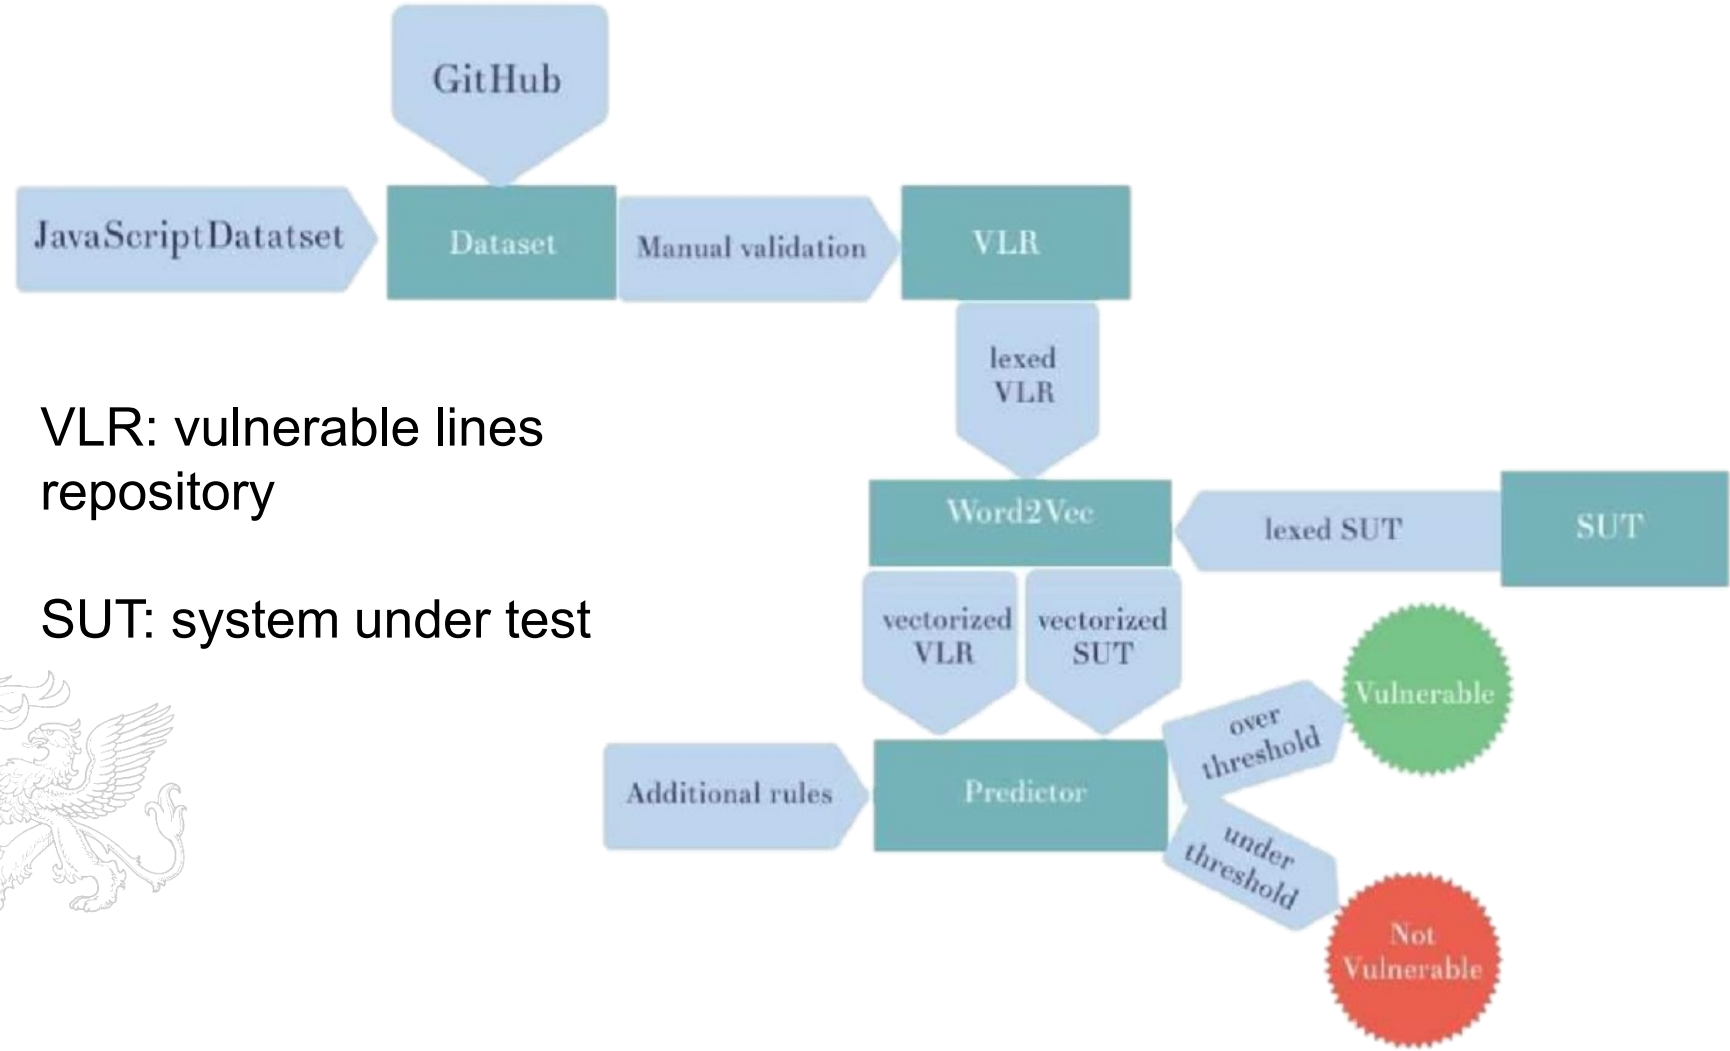 GitHub
JavaScriptDatatset
Dataset
Manual validation
VLR
lexed
VLR
VLR: vulnerable lines
repository
Word2Vec
lexed SUT
SUT
SUT: system under test
vectorized
VLR
vectorized
SUT
over
threshold
Vulnerable
Additional rules
Predictor
under
threshold
Not
Vulnerable